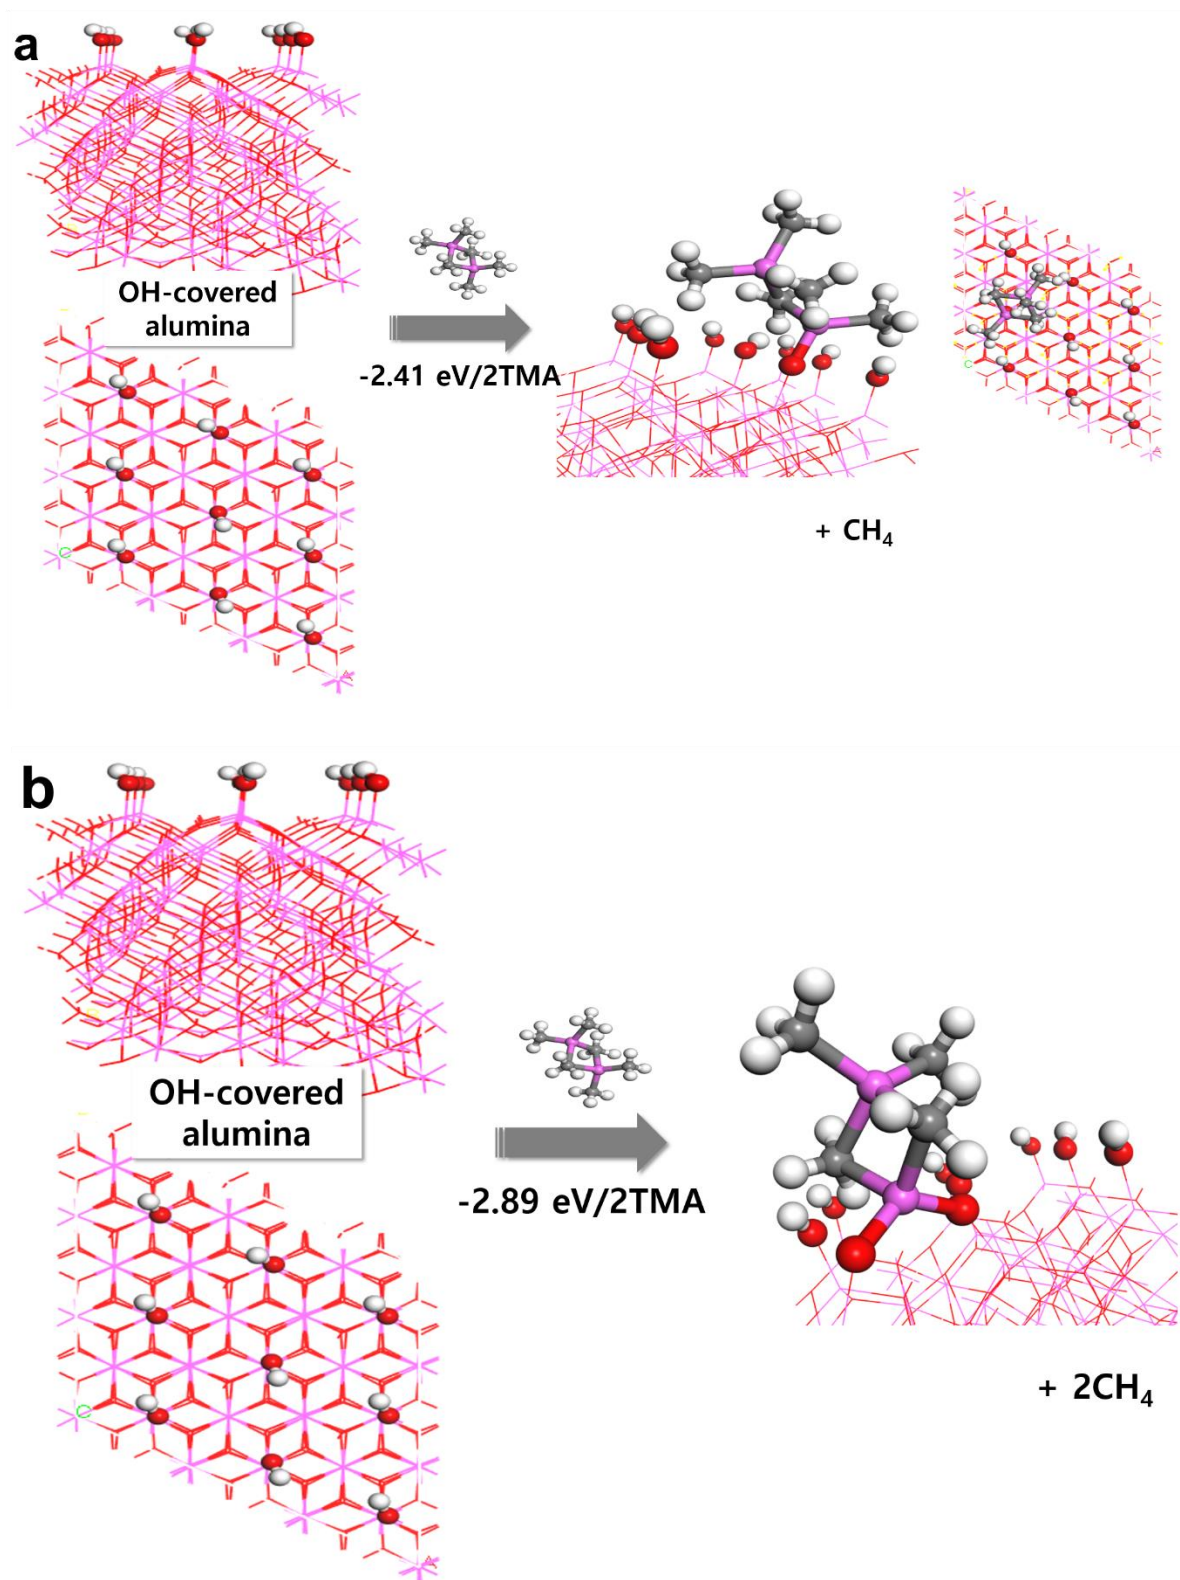 a
OH-covered
alumina
-2.41 eV/2TMA
+ CH₄
b
OH-covered
alumina
-2.89 eV/2TMA
+ 2CH₄